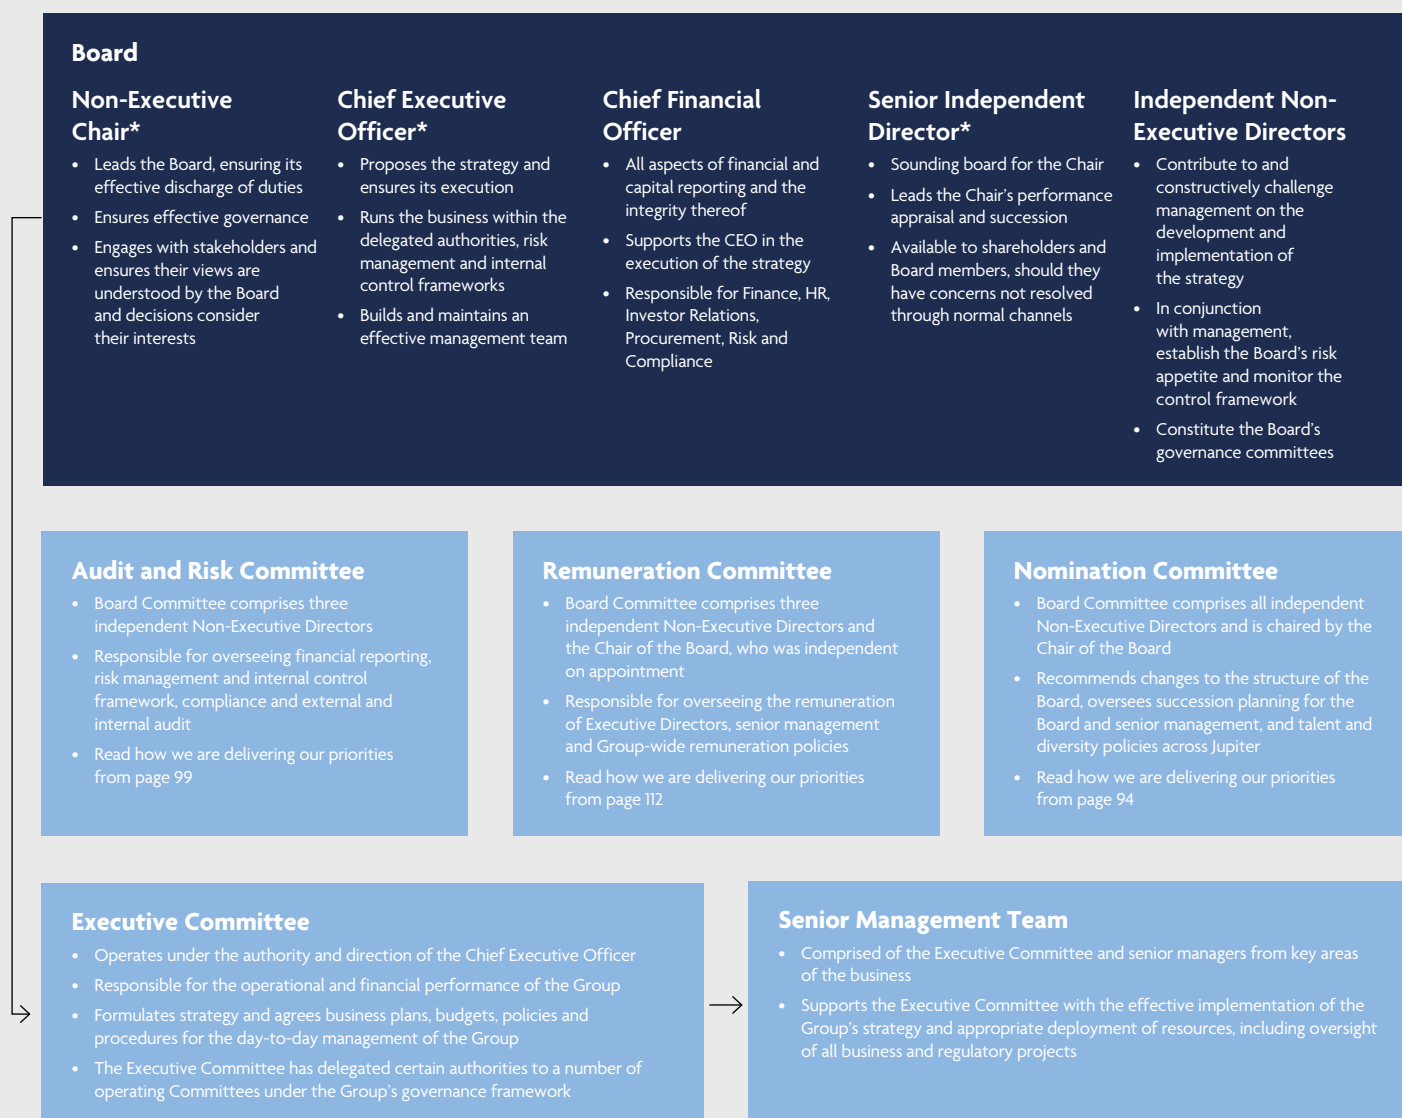 Board
Non-Executive
Chair*
• Leads the Board, ensuring its
effective discharge of duties
• Ensures effective governance
• Engages with stakeholders and
ensures their views are
understood by the Board
and decisions consider
their interests
Chief Executive
Officer*
• Proposes the strategy and
ensures its execution
• Runs the business within the
delegated authorities, risk
management and internal
control frameworks
• Builds and maintains an
effective management team
Chief Financial
Officer
• All aspects of financial and
capital reporting and the
integrity thereof
• Supports the CEO in the
execution of the strategy
• Responsible for Finance, HR,
Investor Relations,
Procurement, Risk and
Compliance
Senior Independent
Director*
• Sounding board for the Chair
• Leads the Chair’s performance
appraisal and succession
• Available to shareholders and
Board members, should they
have concerns not resolved
through normal channels
Independent Non-
Executive Directors
• Contribute to and
constructively challenge
management on the
development and
implementation of
the strategy
• In conjunction
with management,
establish the Board’s risk
appetite and monitor the
control framework
• Constitute the Board’s
governance committees
Audit and Risk Committee
• Board Committee comprises three
independent Non-Executive Directors
• Responsible for overseeing financial reporting,
risk management and internal control
framework, compliance and external and
internal audit
• Read how we are delivering our priorities
from page 99
Remuneration Committee
• Board Committee comprises three
independent Non-Executive Directors and
the Chair of the Board, who was independent
on appointment
• Responsible for overseeing the remuneration
of Executive Directors, senior management
and Group-wide remuneration policies
• Read how we are delivering our priorities
from page 112
Nomination Committee
• Board Committee comprises all independent
Non-Executive Directors and is chaired by the
Chair of the Board
• Recommends changes to the structure of the
Board, oversees succession planning for the
Board and senior management, and talent and
diversity policies across Jupiter
• Read how we are delivering our priorities
from page 94
Executive Committee
• Operates under the authority and direction of the Chief Executive Officer
• Responsible for the operational and financial performance of the Group
• Formulates strategy and agrees business plans, budgets, policies and
procedures for the day-to-day management of the Group
• The Executive Committee has delegated certain authorities to a number of
operating Committees under the Group’s governance framework
Senior Management Team
• Comprised of the Executive Committee and senior managers from key areas
of the business
• Supports the Executive Committee with the effective implementation of the
Group’s strategy and appropriate deployment of resources, including oversight
of all business and regulatory projects